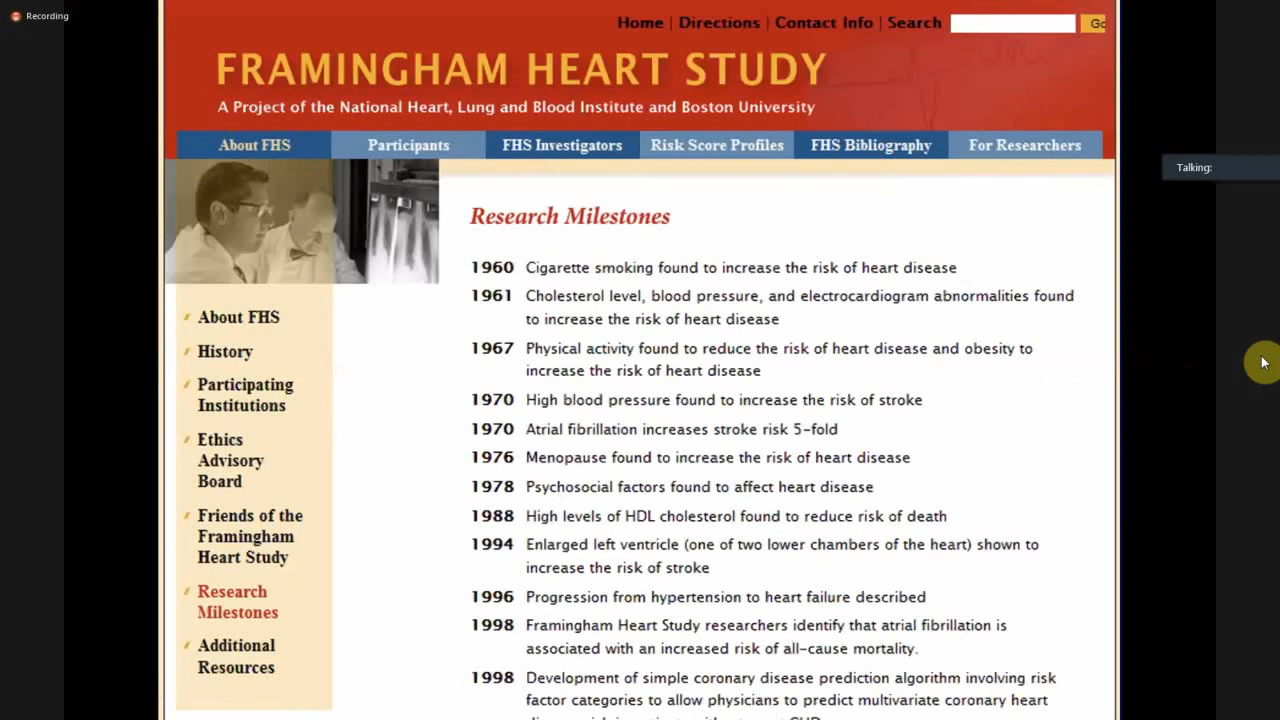 Recording
Home | Directions | Contact Info | Search
Go
FRAMINGHAM HEART STUDY
A Project of the National Heart, Lung and Blood Institute and Boston University
About FHS
Participants
FHS Investigators
Risk Score Profiles
FHS Bibliography
For Researchers
Talking:
About FHS
History
Participating
Institutions
Ethics
Advisory
Board
Friends of the
Framingham
Heart Study
Research
Milestones
Additional
Resources
Research Milestones
1960 Cigarette smoking found to increase the risk of heart disease
1961 Cholesterol level, blood pressure, and electrocardiogram abnormalities found
to increase the risk of heart disease
1967 Physical activity found to reduce the risk of heart disease and obesity to
increase the risk of heart disease
1970 High blood pressure found to increase the risk of stroke
1970 Atrial fibrillation increases stroke risk 5-fold
1976 Menopause found to increase the risk of heart disease
1978 Psychosocial factors found to affect heart disease
1988 High levels of HDL cholesterol found to reduce risk of death
1994 Enlarged left ventricle (one of two lower chambers of the heart) shown to
increase the risk of stroke
1996 Progression from hypertension to heart failure described
1998 Framingham Heart Study researchers identify that atrial fibrillation is
associated with an increased risk of all-cause mortality.
1998 Development of simple coronary disease prediction algorithm involving risk
factor categories to allow physicians to predict multivariate coronary heart